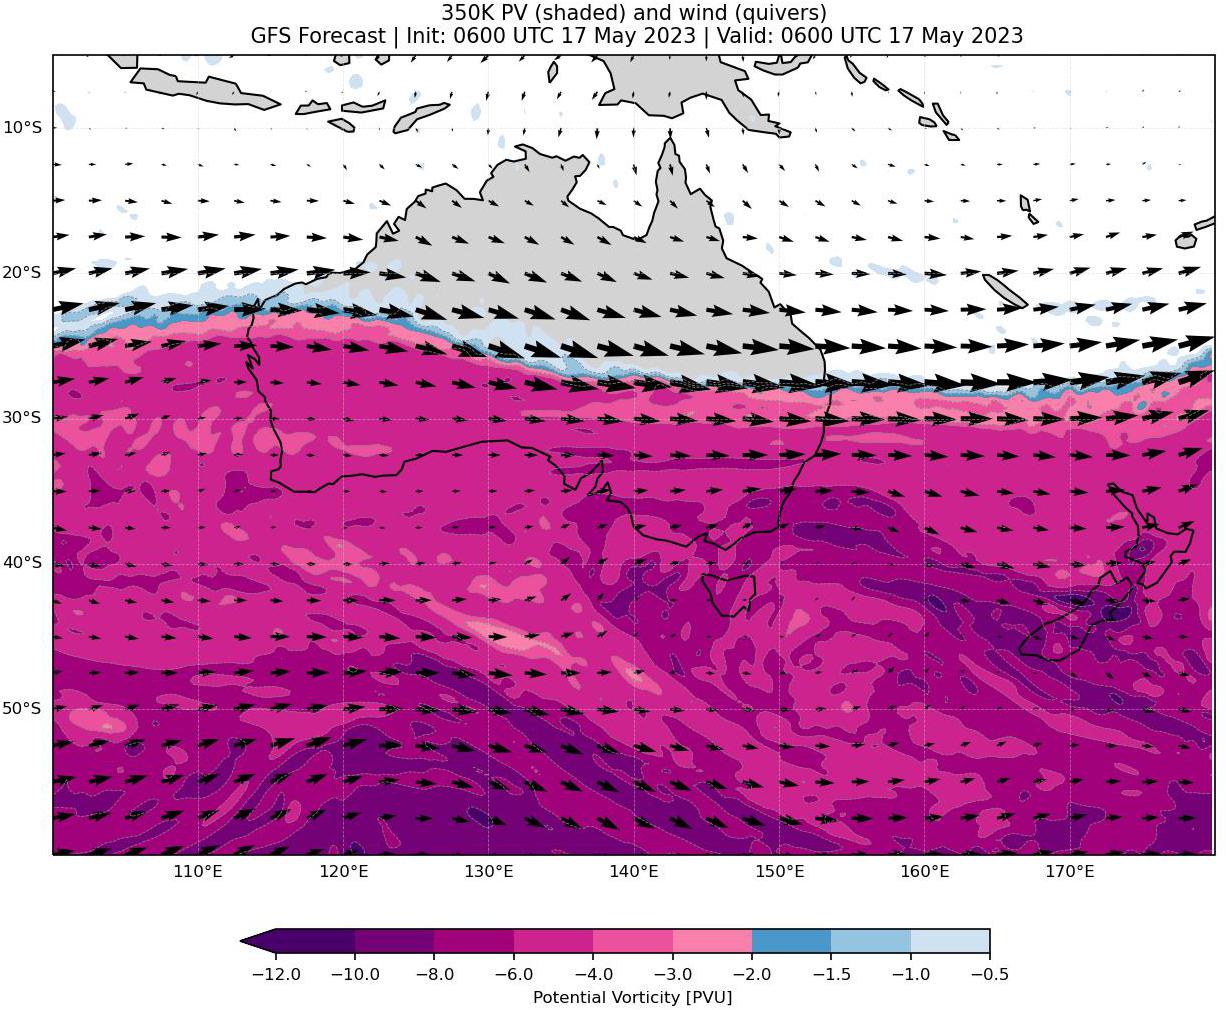 350K PV (shaded) and wind (quivers)
GFS Forecast | Init: 0600 UTC 17 May 2023 | Valid: 0600 UTC 17 May 2023
10°S
20°S
30°S
40°S
50°S
110°E 120°E 130°E 140°E 150°E 160°E 170°E
−12.0 −10.0 −8.0 −6.0 −4.0 −3.0 −2.0 −1.5 −1.0 −0.5
Potential Vorticity [PVU]